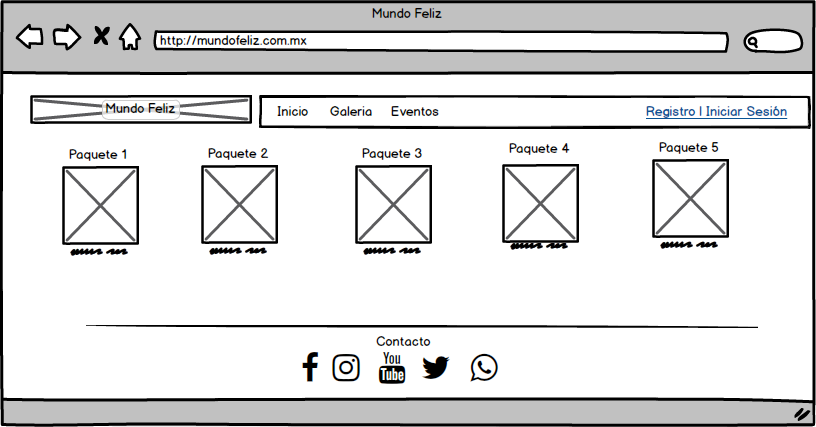 Mundo Feliz
http://mundofeliz.com.mx
Mundo Feliz
Inicio Galeria Eventos Registro | Iniciar Sesión
Paquete 1 Paquete 2 Paquete 3 Paquete 4 Paquete 5
Contacto
You
Tube